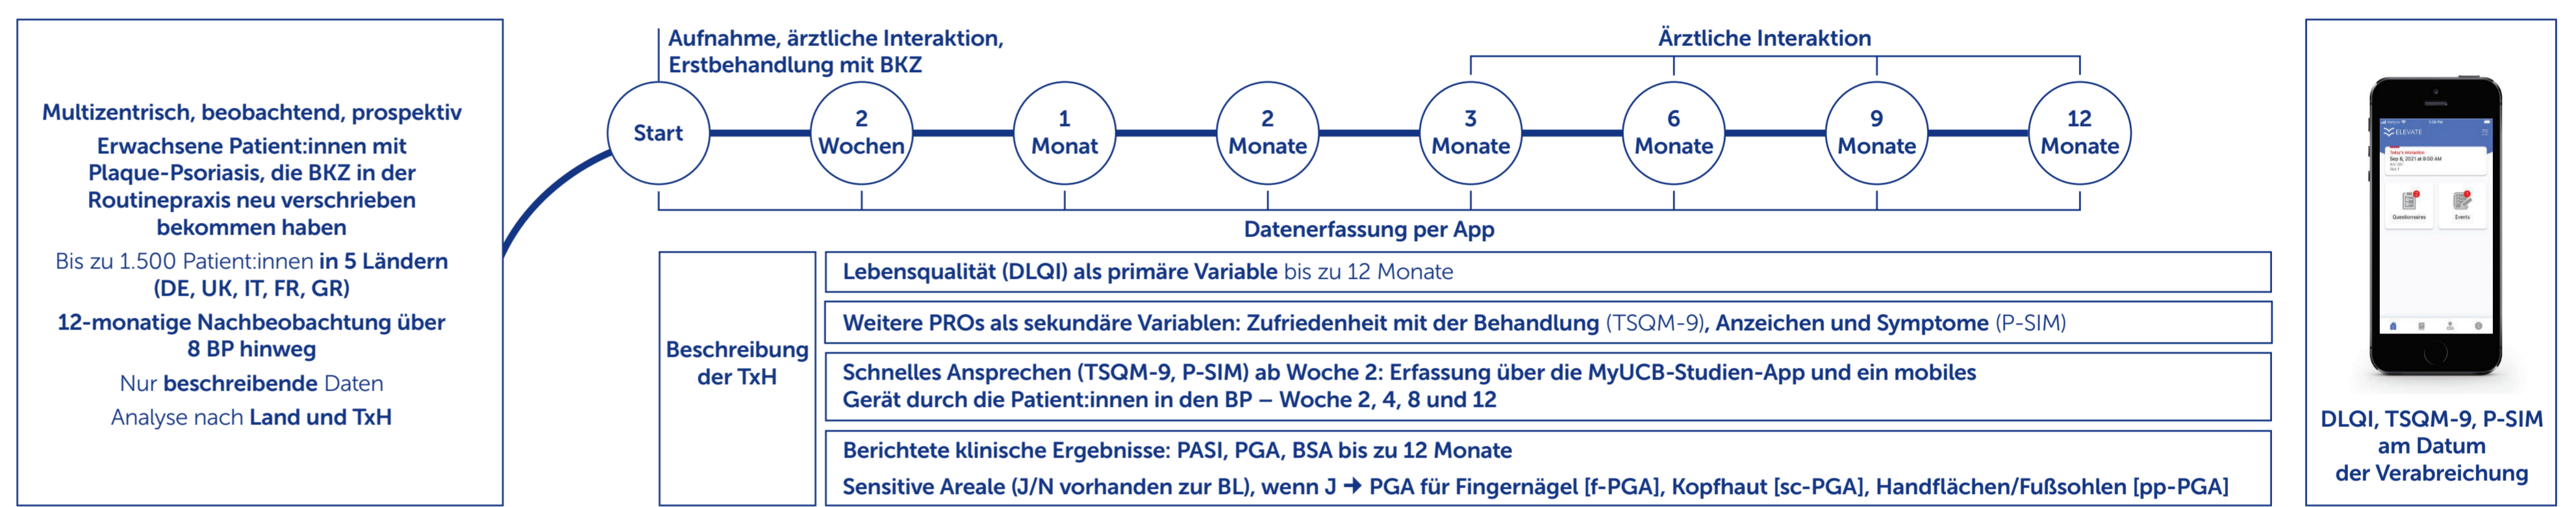 Multizentrisch, beobachtend, prospektiv
Erwachsene Patient:innen mit
Plaque-Psoriasis, die BKZ in der
Routinepraxis neu verschrieben
bekommen haben
Bis zu 1.500 Patient:innen in 5 Ländern
(DE, UK, IT, FR, GR)
12-monatige Nachbeobachtung über
8 BP hinweg
Nur beschreibende Daten
Analyse nach Land und TxH
Aufnahme, ärztliche Interaktion,
Erstbehandlung mit BKZ
Ärztliche Interaktion
Start
2
Wochen
1
Monat
2
Monate
3
Monate
6
Monate
9
Monate
12
Monate
Datenerfassung per App
Beschreibung
der TxH
Lebensqualität (DLQI) als primäre Variable bis zu 12 Monate
Weitere PROs als sekundäre Variablen: Zufriedenheit mit der Behandlung (TSQM-9), Anzeichen und Symptome (P-SIM)
Schnelles Ansprechen (TSQM-9, P-SIM) ab Woche 2: Erfassung über die MyUCB-Studien-App und ein mobiles
Gerät durch die Patient:innen in den BP – Woche 2, 4, 8 und 12
Berichtete klinische Ergebnisse: PASI, PGA, BSA bis zu 12 Monate
Sensitive Areale (J/N vorhanden zur BL), wenn J ➔ PGA für Fingernägel [f-PGA], Kopfhaut [sc-PGA], Handflächen/Fußsohlen [pp-PGA]
ELEVATE
Sep 6, 2021 at 8:00 AM
Questionnaires
Events
DLQI, TSQM-9, P-SIM
am Datum
der Verabreichung